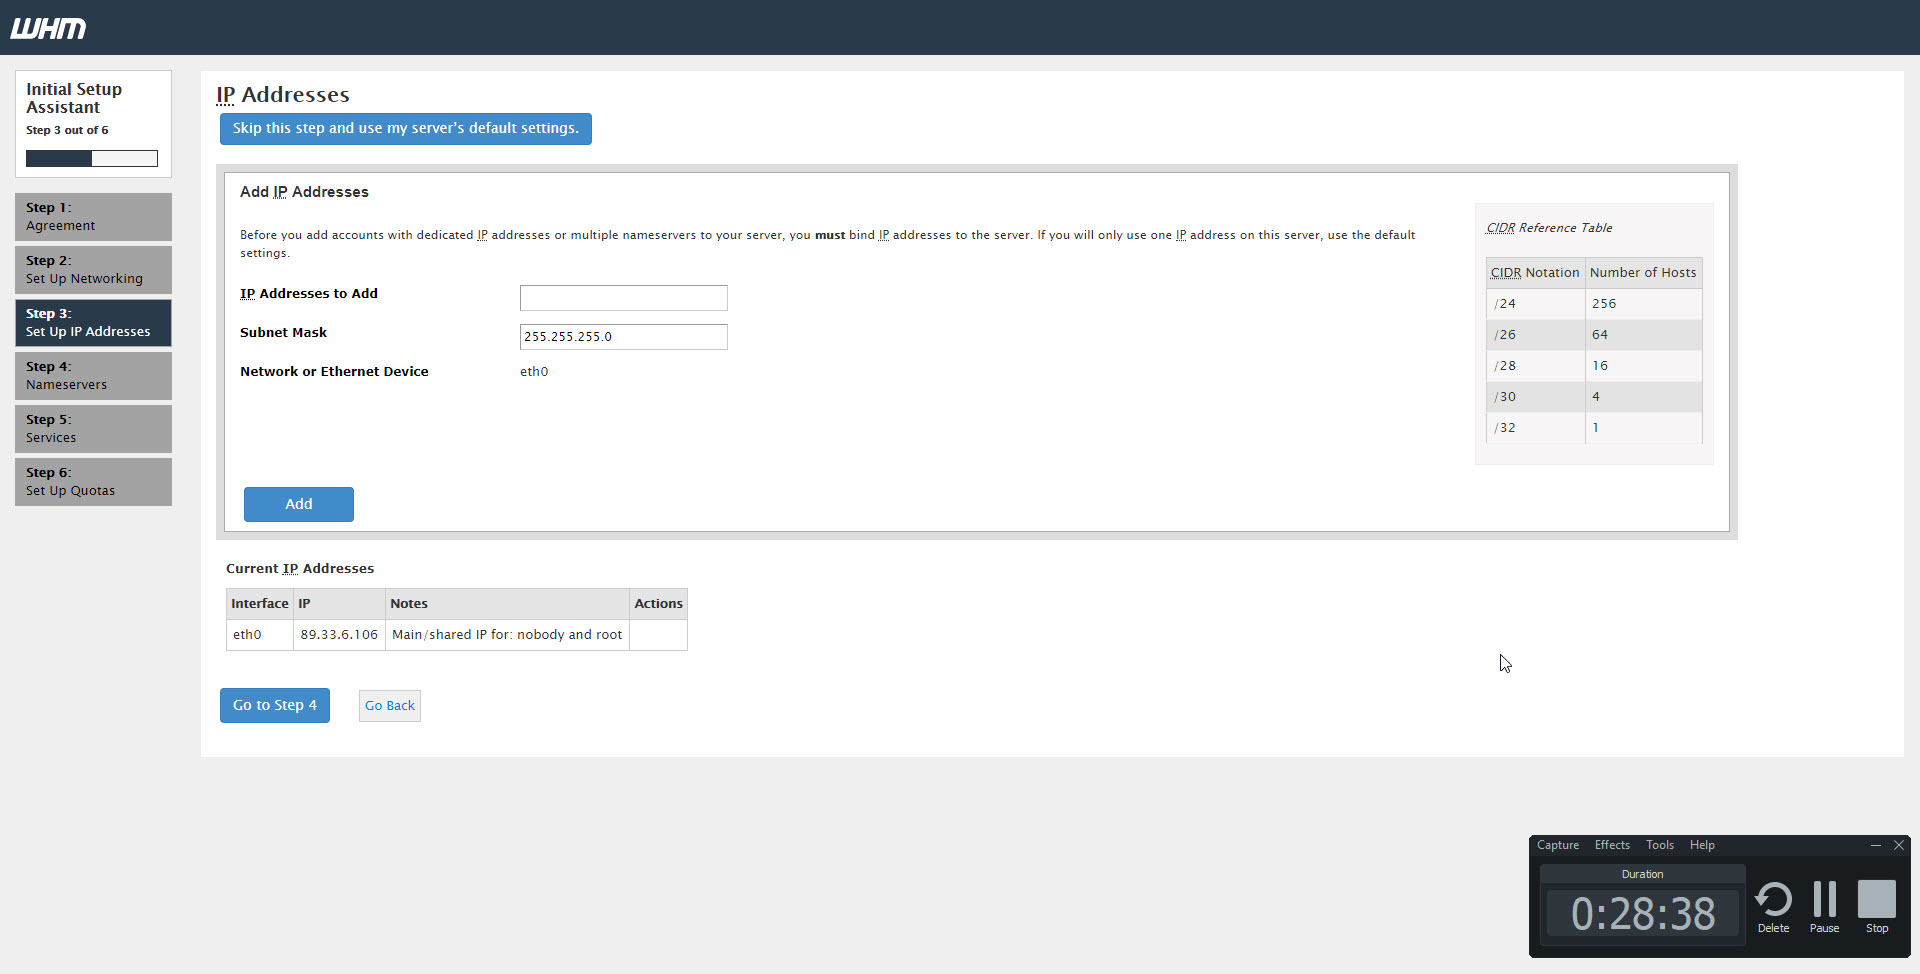 WHM
Initial Setup
Assistant
Step 3 out of 6
Step 1:
Agreement
Step 2:
Set Up Networking
Step 3:
Set Up IP Addresses
Step 4:
Nameservers
Step 5:
Services
Step 6:
Set Up Quotas
IP Addresses
Skip this step and use my server's default settings.
Add IP Addresses
Before you add accounts with dedicated IP addresses or multiple nameservers to your server, you must bind IP addresses to the server. If you will only use one IP address on this server, use the default
settings.
IP Addresses to Add
Subnet Mask 255.255.255.0
Network or Ethernet Device eth0
Add
CIDR Reference Table
CIDR Notation Number of Hosts
/24 256
/26 64
/28 16
/30 4
/32 1
Current IP Addresses
Interface IP Notes Actions
eth0 89.33.6.106 Main/shared IP for: nobody and root
Go to Step 4 Go Back
Capture Effects Tools Help
Duration
0:28:38
Delete Pause Stop